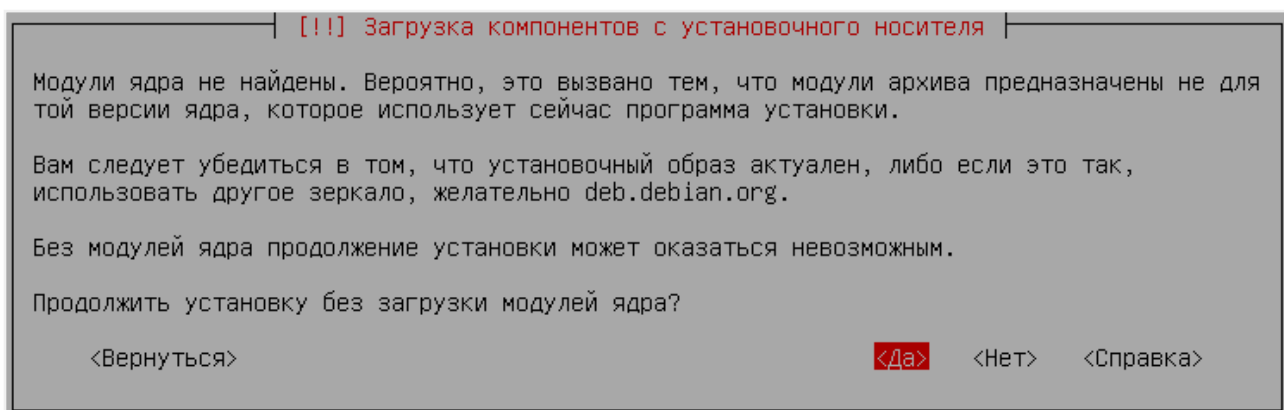 [!!] Загрузка компонентов с установочного носителя
Модули ядра не найдены. Вероятно, это вызвано тем, что модули архива предназначены не для
той версии ядра, которое использует сейчас программа установки.
Вам следует убедиться в том, что установочный образ актуален, либо если это так,
использовать другое зеркало, желательно deb.debian.org.
Без модулей ядра продолжение установки может оказаться невозможным.
Продолжить установку без загрузки модулей ядра?
<Вернуться> <Да> <Нет> <Справка>